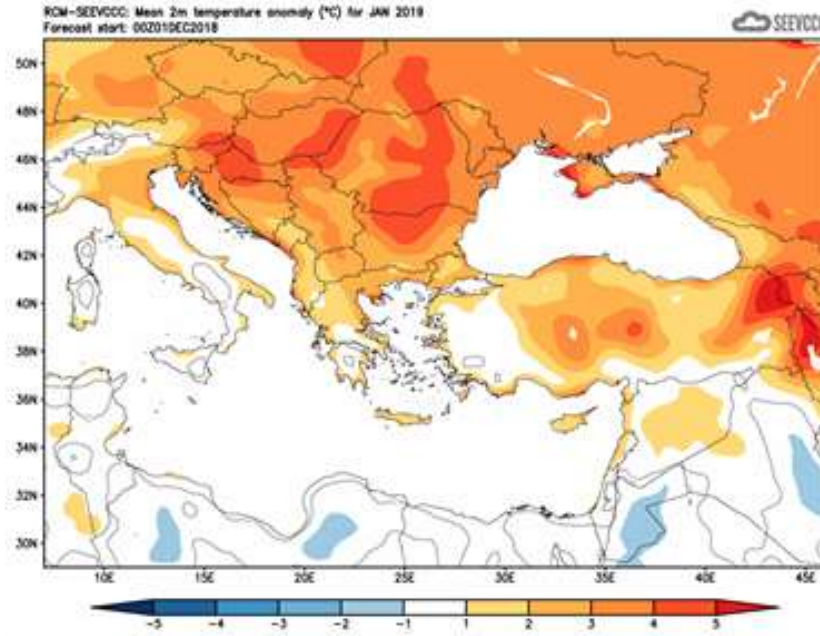 RCM-SEEVCCC: Mean 2m temperature anomaly (°C) for JAN 2019
Forecast start: 00Z01DEC2018
SEEVCCC
50N
48N
46N
44N
42N
40N
38N
36N
34N
32N
30N
10E 15E 20E 25E 30E 35E 40E 45E
-5 -4 -3 -2 -1 1 2 3 4 5